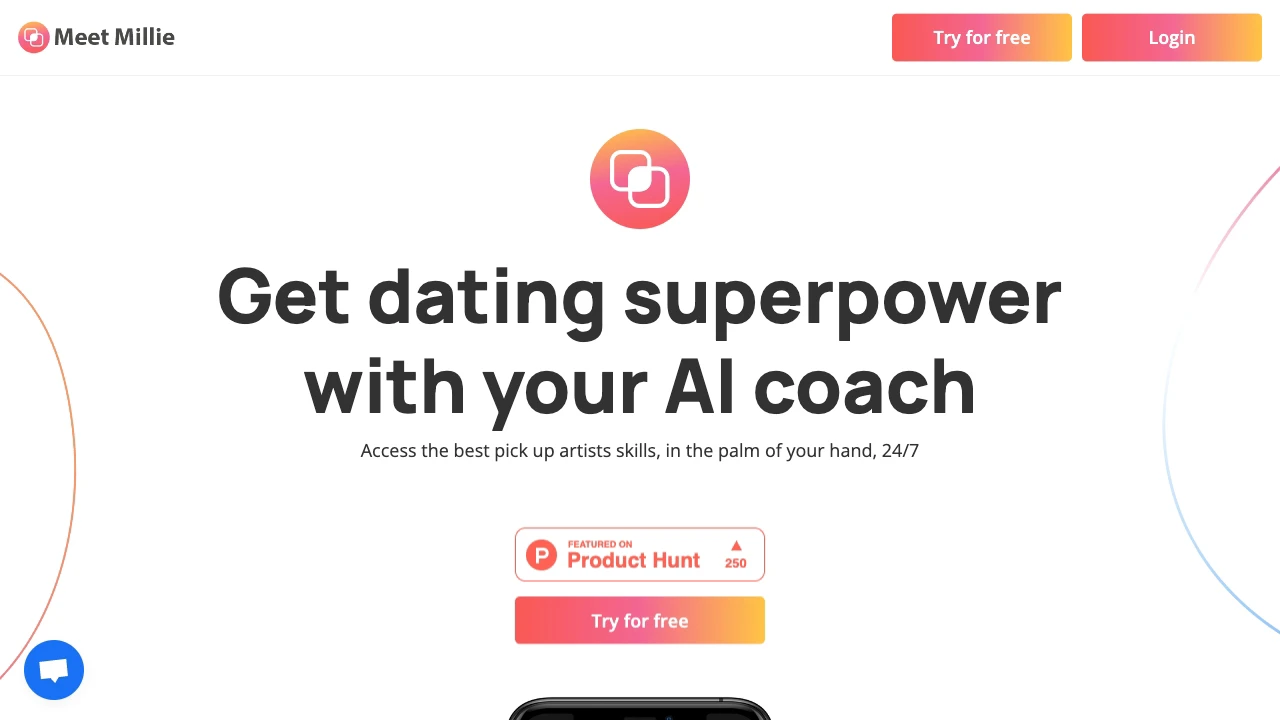 Meet Millie
Try for free
Login
Get dating superpower
with your AI coach
Access the best pick up artists skills, in the palm of your hand, 24/7
P
FEATURED ON
Product Hunt
▲
250
Try for free